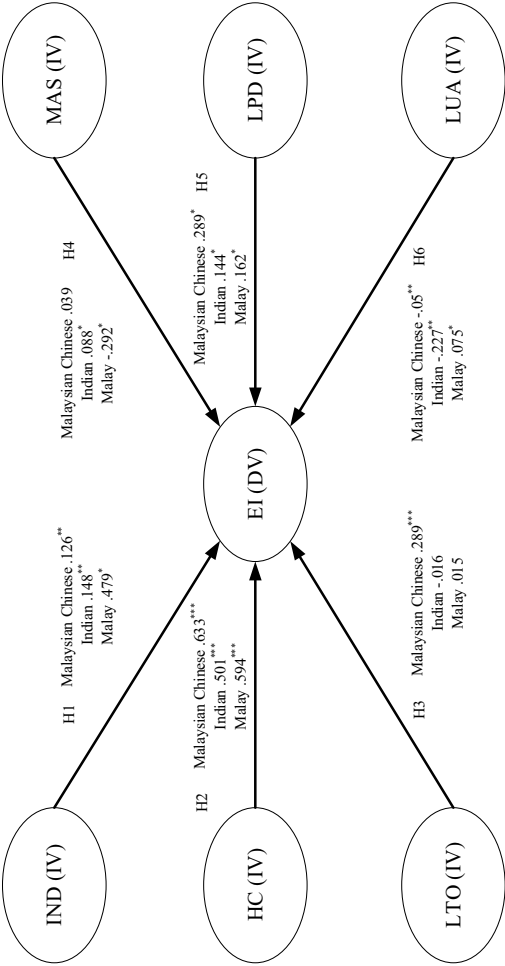 IND (IV)
H1
Malaysian Chinese .126**
Indian .148**
Malay .479*
HC (IV)
H2
Malaysian Chinese .633***
Indian .501***
Malay .594***
LTO (IV)
H3
Malaysian Chinese .289***
Indian -.016
Malay .015
EI (DV)
MAS (IV)
H4
Malaysian Chinese .039
Indian .088*
Malay -.292*
LPD (IV)
H5
Malaysian Chinese .289*
Indian .144*
Malay .162*
LUA (IV)
H6
Malaysian Chinese -.05**
Indian -.227**
Malay .075*